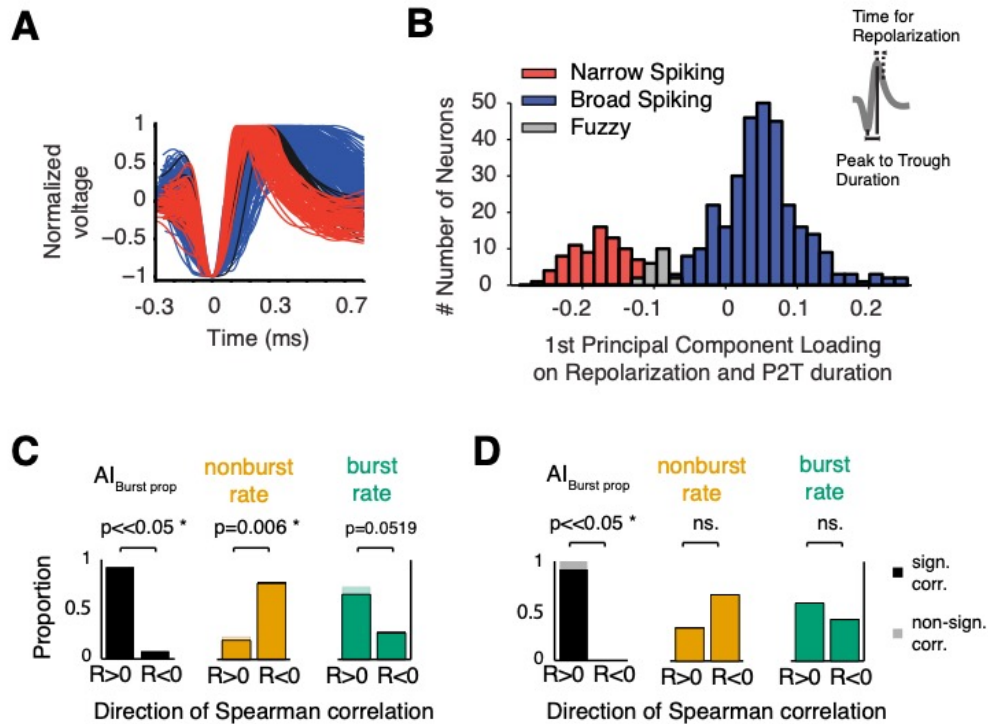 A
Normalized
voltage
1
0.5
0
−0.5
−1
-0.3
0
0.3
0.7
Time (ms)
B
Time for
Repolarization
Peak to Trough
Duration
Narrow Spiking
Broad Spiking
Fuzzy
# Number of Neurons
50
40
30
20
10
0
-0.2
-0.1
0
0.1
0.2
1st Principal Component Loading
on Repolarization and P2T duration
C
AI Burst prop
nonburst
rate
burst
rate
p<<0.05 *
p=0.006 *
p=0.0519
Proportion
1
0.5
0
R>0 R<0
R>0 R<0
R>0 R<0
Direction of Spearman correlation
D
AI Burst prop
nonburst
rate
burst
rate
p<<0.05 *
ns.
ns.
1
0.5
0
R>0 R<0
R>0 R<0
R>0 R<0
Direction of Spearman correlation
sign.
corr.
non-sign.
corr.